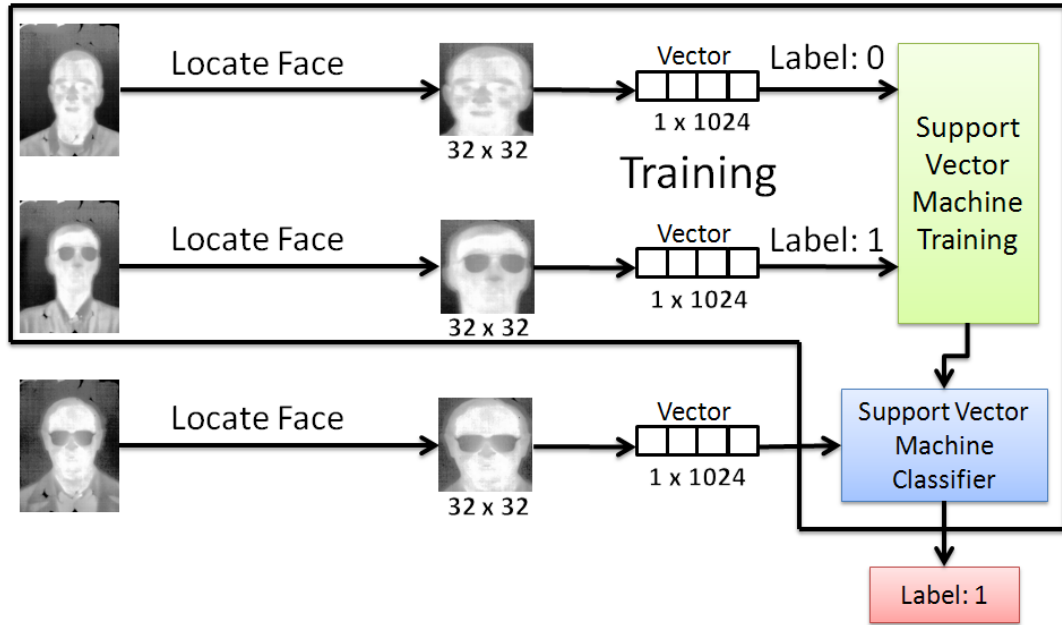 Locate Face
32 x 32
Vector
1 x 1024
Label: 0
Training
Locate Face
32 x 32
Vector
1 x 1024
Label: 1
Support
Vector
Machine
Training
Locate Face
32 x 32
Vector
1 x 1024
Support Vector
Machine
Classifier
Label: 1